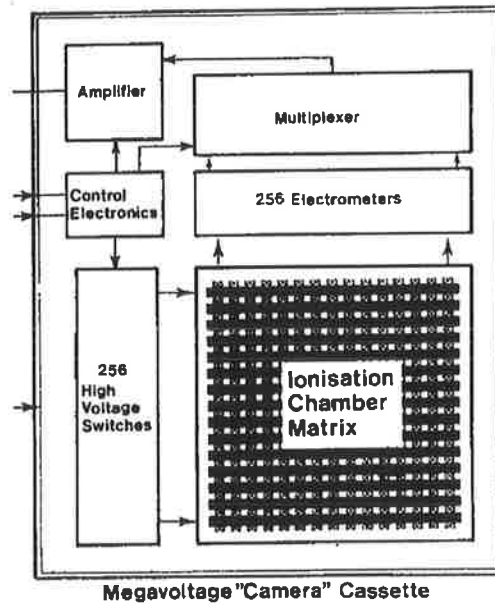 Amplifier
Multiplexer
Control
Electronics
256 Electrometers
256
High
Voltage
Switches
Ionisation
Chamber
Matrix
Megavoltage "Camera" Cassette